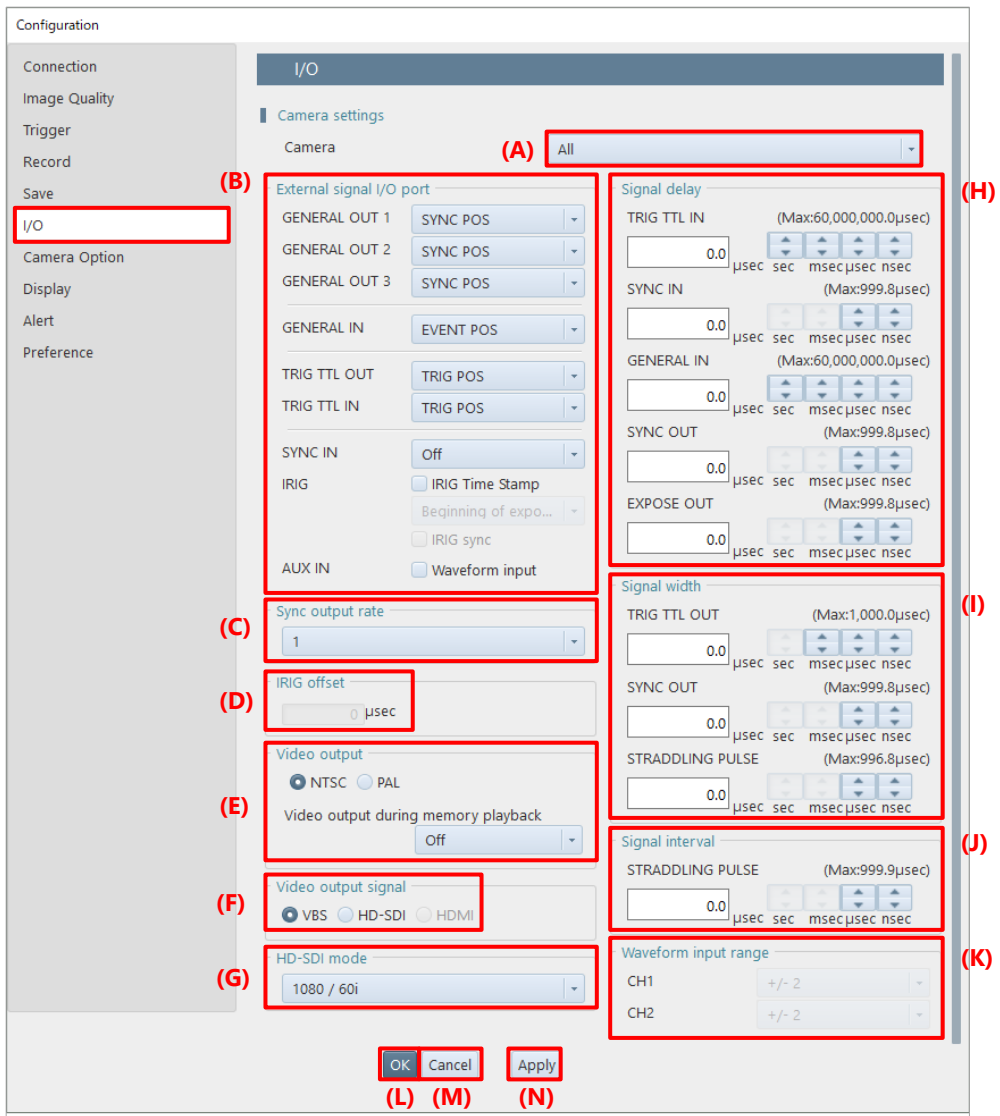 Configuration
Connection
Image Quality
Trigger
Record
Save
I/O
Camera Option
Display
Alert
Preference
I/O
Camera settings
Camera
(A)
All
(B)
External signal I/O port
GENERAL OUT 1 SYNC POS
GENERAL OUT 2 SYNC POS
GENERAL OUT 3 SYNC POS
GENERAL IN EVENT POS
TRIG TTL OUT TRIG POS
TRIG TTL IN TRIG POS
SYNC IN Off
IRIG IRIG Time Stamp
Beginning of expo...
IRIG sync
AUX IN Waveform input
(C)
Sync output rate
1
(D)
IRIG offset
0 μsec
(E)
Video output
NTSC PAL
Video output during memory playback
Off
(F)
Video output signal
VBS HD-SDI HDMI
(G)
HD-SDI mode
1080 / 60i
(H)
Signal delay
TRIG TTL IN (Max:60,000,000.0μsec)
0.0 μsec sec msec μsec nsec
SYNC IN (Max:999.8μsec)
0.0 μsec sec msec μsec nsec
GENERAL IN (Max:60,000,000.0μsec)
0.0 μsec sec msec μsec nsec
SYNC OUT (Max:999.8μsec)
0.0 μsec sec msec μsec nsec
EXPOSE OUT (Max:999.8μsec)
0.0 μsec sec msec μsec nsec
(I)
Signal width
TRIG TTL OUT (Max:1,000.0μsec)
0.0 μsec sec msec μsec nsec
SYNC OUT (Max:999.8μsec)
0.0 μsec sec msec μsec nsec
STRADDLING PULSE (Max:996.8μsec)
0.0 μsec sec msec μsec nsec
(J)
Signal interval
STRADDLING PULSE (Max:999.9μsec)
0.0 μsec sec msec μsec nsec
(K)
Waveform input range
CH1 +/- 2
CH2 +/- 2
OK Cancel Apply
(L) (M) (N)